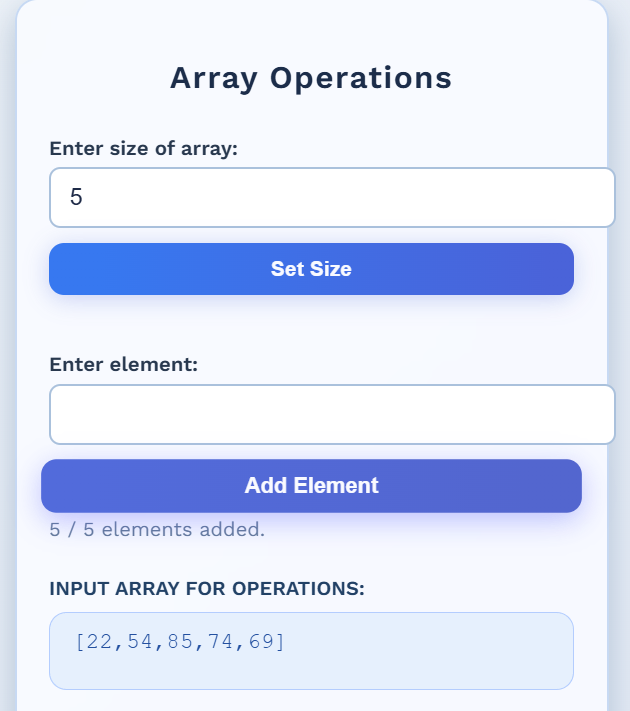 Array Operations
Enter size of array:
5
Set Size
Enter element:
Add Element
5 / 5 elements added.
INPUT ARRAY FOR OPERATIONS:
[22,54,85,74,69]